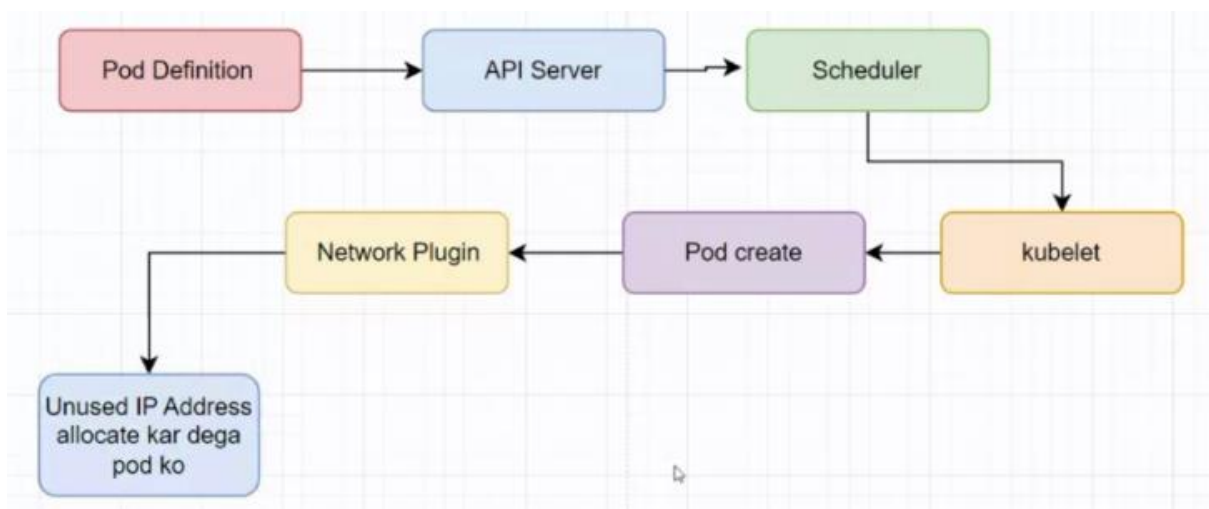 Pod Definition
API Server
Scheduler
kubelet
Pod create
Network Plugin
Unused IP Address
allocate kar dega
pod ko